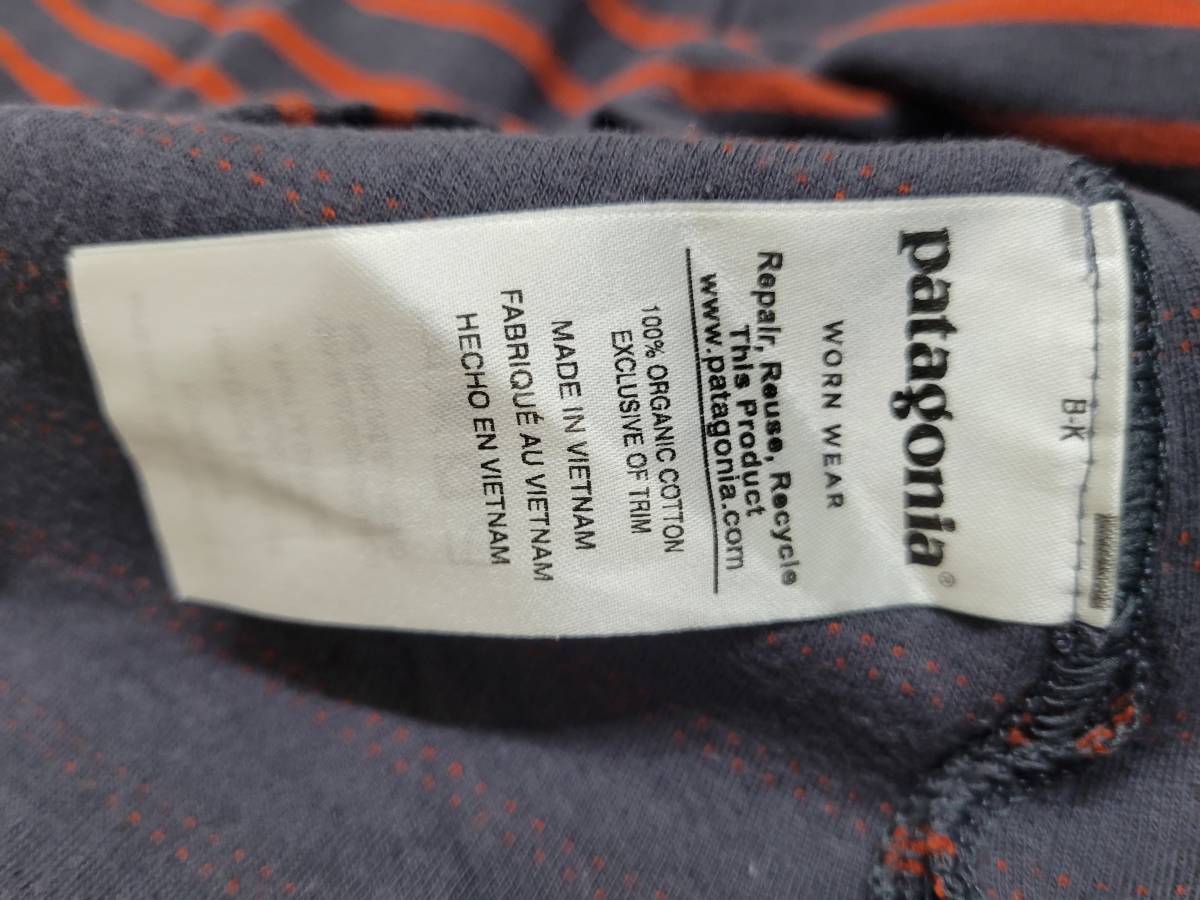 B-K
patagonia®
WORN WEAR
Repair, Reuse, Recycle
This Product
www.patagonia.com
100% ORGANIC COTTON
EXCLUSIVE OF TRIM
MADE IN VIETNAM
FABRIQUÉ AU VIETNAM
HECHO EN VIETNAM